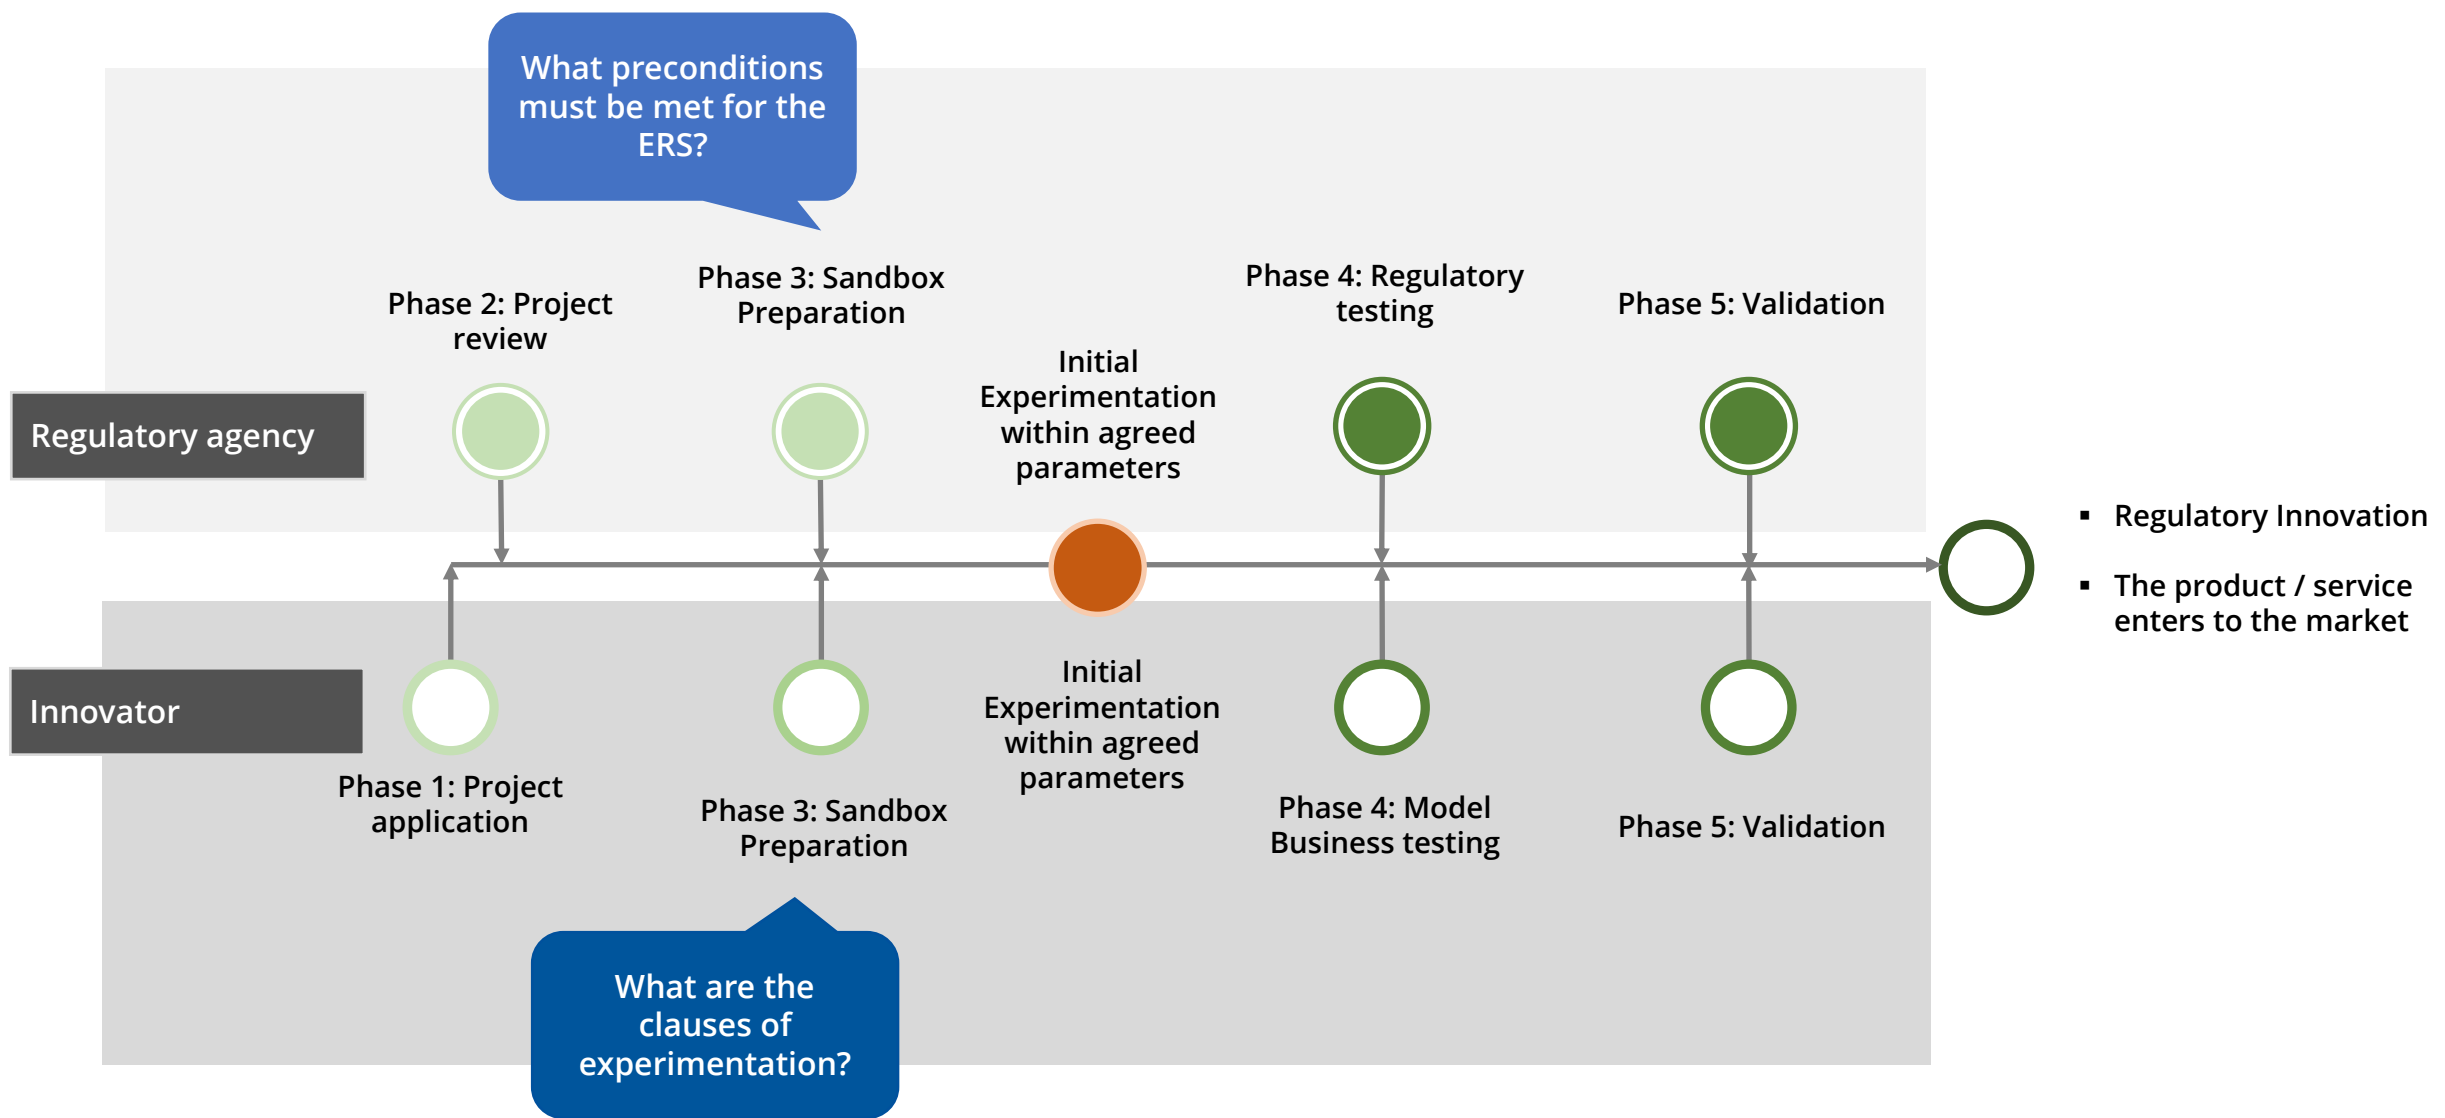 What preconditions
must be met for the
ERS?
Phase 2: Project
review
Phase 3: Sandbox
Preparation
Initial
Experimentation
within agreed
parameters
Phase 4: Regulatory
testing
Phase 5: Validation
Regulatory agency
▪ Regulatory Innovation
▪ The product / service
enters to the market
Innovator
Phase 1: Project
application
Phase 3: Sandbox
Preparation
Initial
Experimentation
within agreed
parameters
Phase 4: Model
Business testing
Phase 5: Validation
What are the
clauses of
experimentation?